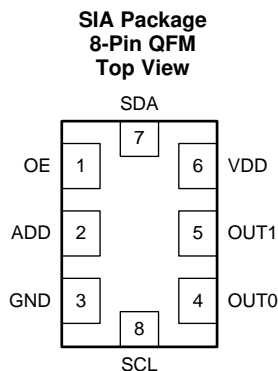 SIA Package
8-Pin QFM
Top View
SDA
7
OE 1 6 VDD
ADD 2 5 OUT1
GND 3 4 OUT0
8
SCL